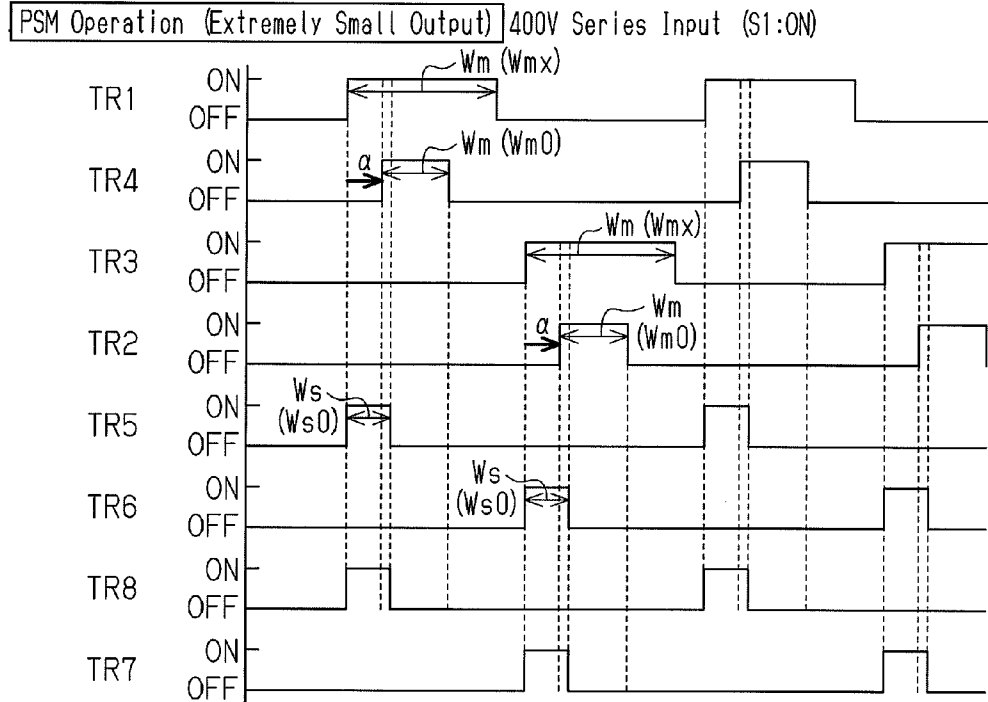 PSM Operation (Extremely Small Output) 400V Series Input (S1:ON)
Wm (Wmx)
TR1 ON
OFF
Wm (Wm0)
TR4 ON
α
OFF
Wm (Wmx)
TR3 ON
OFF
Wm
(Wm0)
TR2 ON
α
OFF
Ws
(Ws0)
TR5 ON
OFF
Ws
(Ws0)
TR6 ON
OFF
TR8 ON
OFF
TR7 ON
OFF